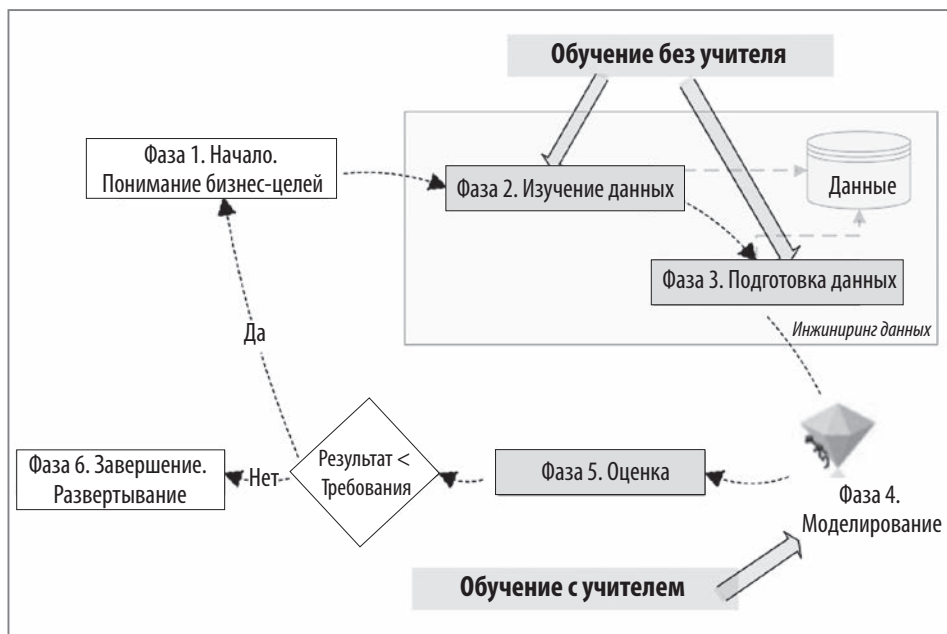 Обучение без учителя
Фаза 1. Начало.
Понимание бизнес-целей
Фаза 2. Изучение данных
Данные
Фаза 3. Подготовка данных
Инжиниринг данных
Да
Фаза 6. Завершение.
Развертывание
Нет
Результат <
Требования
Фаза 5. Оценка
Фаза 4.
Моделирование
Обучение с учителем